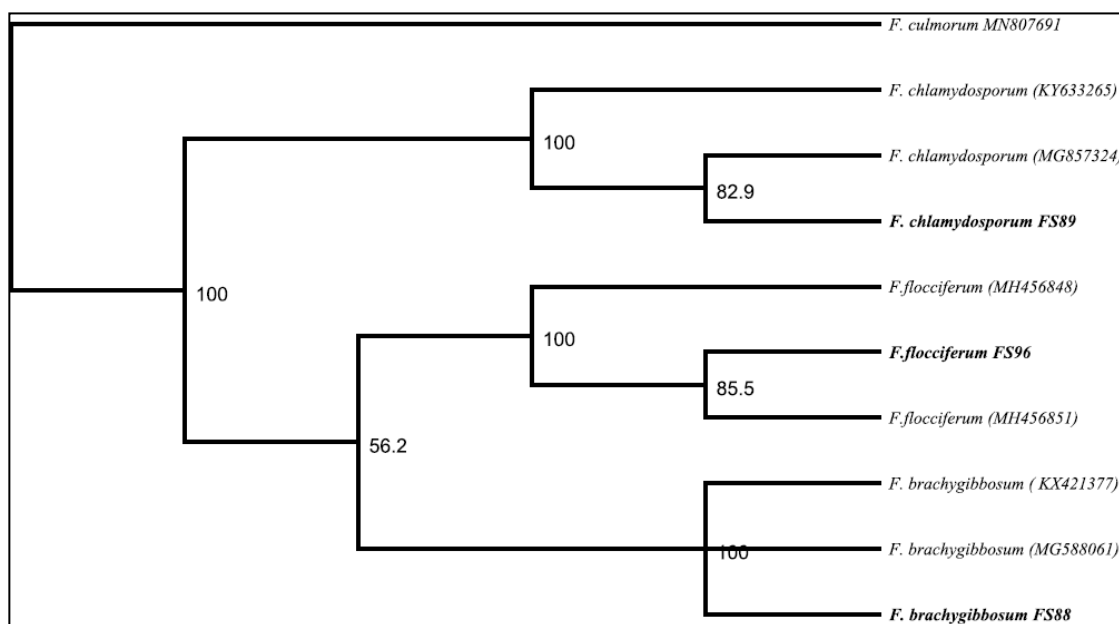 F. culmorum MN807691
F. chlamydosporum (KY633265)
100
F. chlamydosporum (MG857324)
82.9
F. chlamydosporum FS89
F.flocciferum (MH456848)
100
100
F.flocciferum FS96
85.5
F.flocciferum (MH456851)
56.2
F. brachygibbosum ( KX421377)
F. brachygibbosum (MG588061)
100
F. brachygibbosum FS88